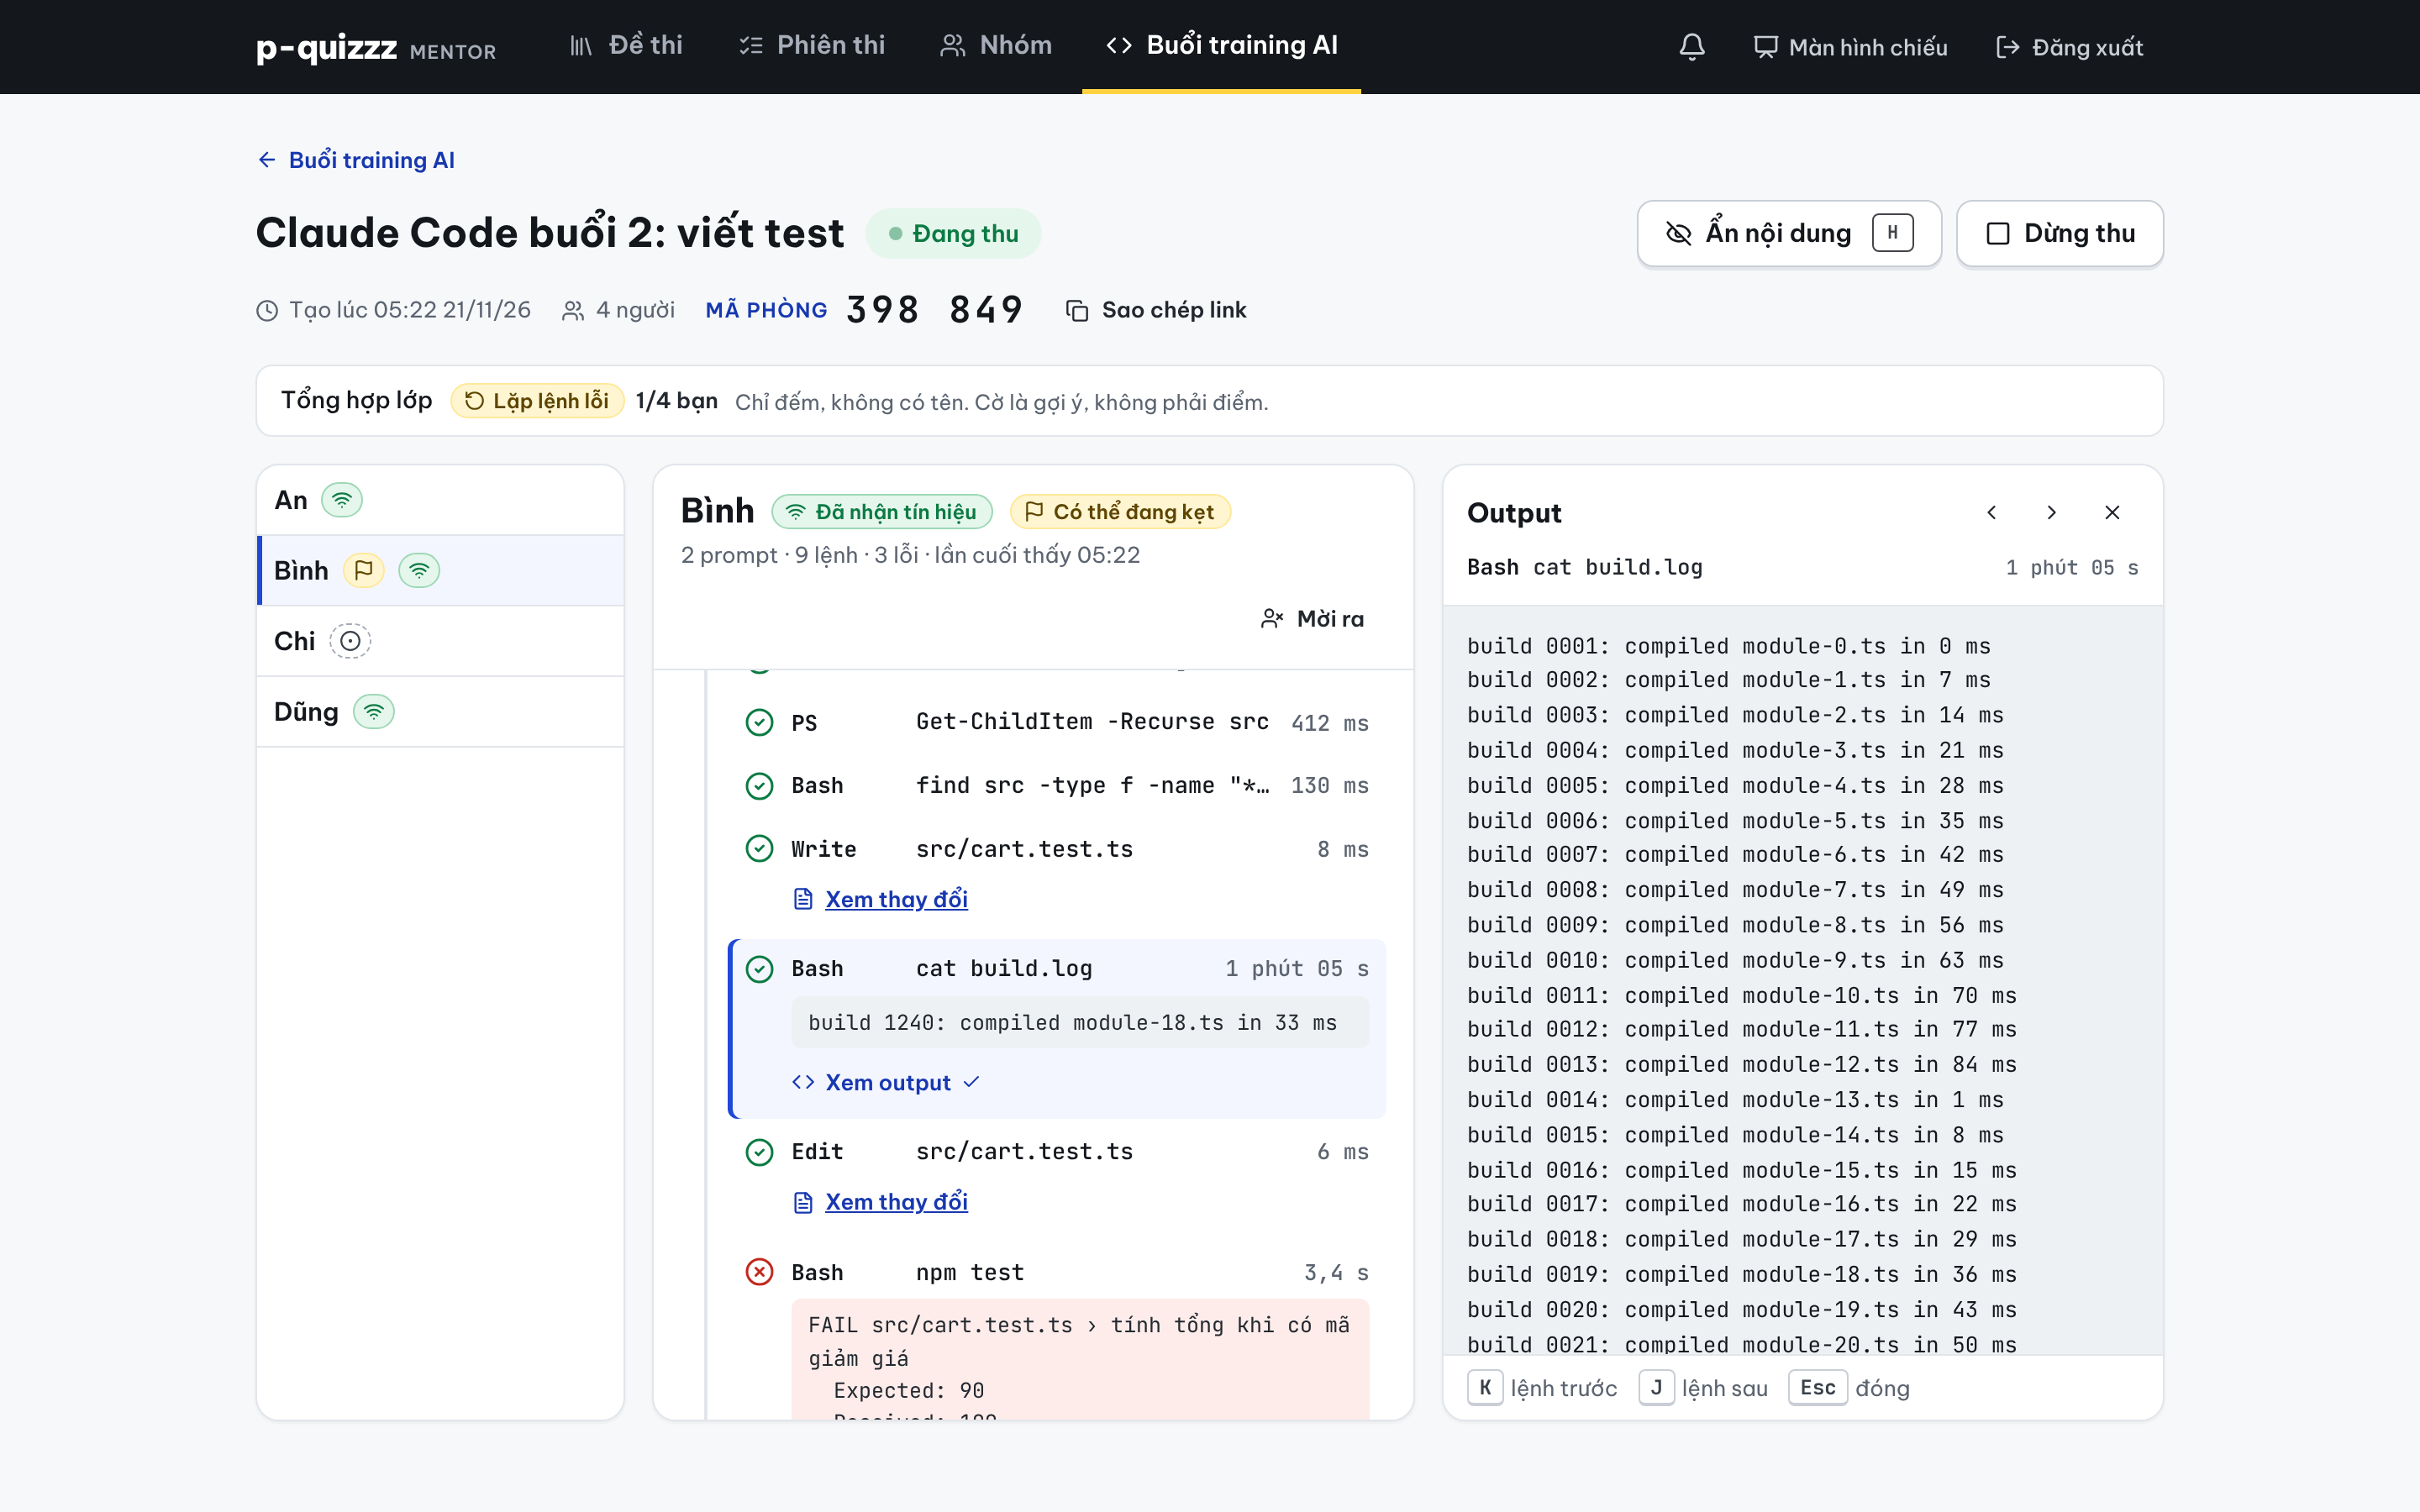 p-quizzz MENTOR
Đề thi
Phiên thi
Nhóm
Buổi training AI
Màn hình chiếu
Đăng xuất
Buổi training AI
Claude Code buổi 2: viết test
Đang thu
Ẩn nội dung H
Dừng thu
Tạo lúc 05:22 21/11/26
4 người
MÃ PHÒNG 398 849
Sao chép link
Tổng hợp lớp
Lặp lệnh lỗi
1/4 bạn
Chỉ đếm, không có tên. Cờ là gợi ý, không phải điểm.
An
Bình
Chi
Dũng
Bình
Đã nhận tín hiệu
Có thể đang kẹt
2 prompt · 9 lệnh · 3 lỗi · lần cuối thấy 05:22
Mời ra
PS Get-ChildItem -Recurse src 412 ms
Bash find src -type f -name "*… 130 ms
Write src/cart.test.ts 8 ms
Xem thay đổi
Bash cat build.log 1 phút 05 s
build 1240: compiled module-18.ts in 33 ms
Xem output
Edit src/cart.test.ts 6 ms
Xem thay đổi
Bash npm test 3,4 s
FAIL src/cart.test.ts › tính tổng khi có mã
giảm giá
Expected: 90
Output
Bash cat build.log 1 phút 05 s
build 0001: compiled module-0.ts in 0 ms
build 0002: compiled module-1.ts in 7 ms
build 0003: compiled module-2.ts in 14 ms
build 0004: compiled module-3.ts in 21 ms
build 0005: compiled module-4.ts in 28 ms
build 0006: compiled module-5.ts in 35 ms
build 0007: compiled module-6.ts in 42 ms
build 0008: compiled module-7.ts in 49 ms
build 0009: compiled module-8.ts in 56 ms
build 0010: compiled module-9.ts in 63 ms
build 0011: compiled module-10.ts in 70 ms
build 0012: compiled module-11.ts in 77 ms
build 0013: compiled module-12.ts in 84 ms
build 0014: compiled module-13.ts in 1 ms
build 0015: compiled module-14.ts in 8 ms
build 0016: compiled module-15.ts in 15 ms
build 0017: compiled module-16.ts in 22 ms
build 0018: compiled module-17.ts in 29 ms
build 0019: compiled module-18.ts in 36 ms
build 0020: compiled module-19.ts in 43 ms
build 0021: compiled module-20.ts in 50 ms
K lệnh trước J lệnh sau Esc đóng